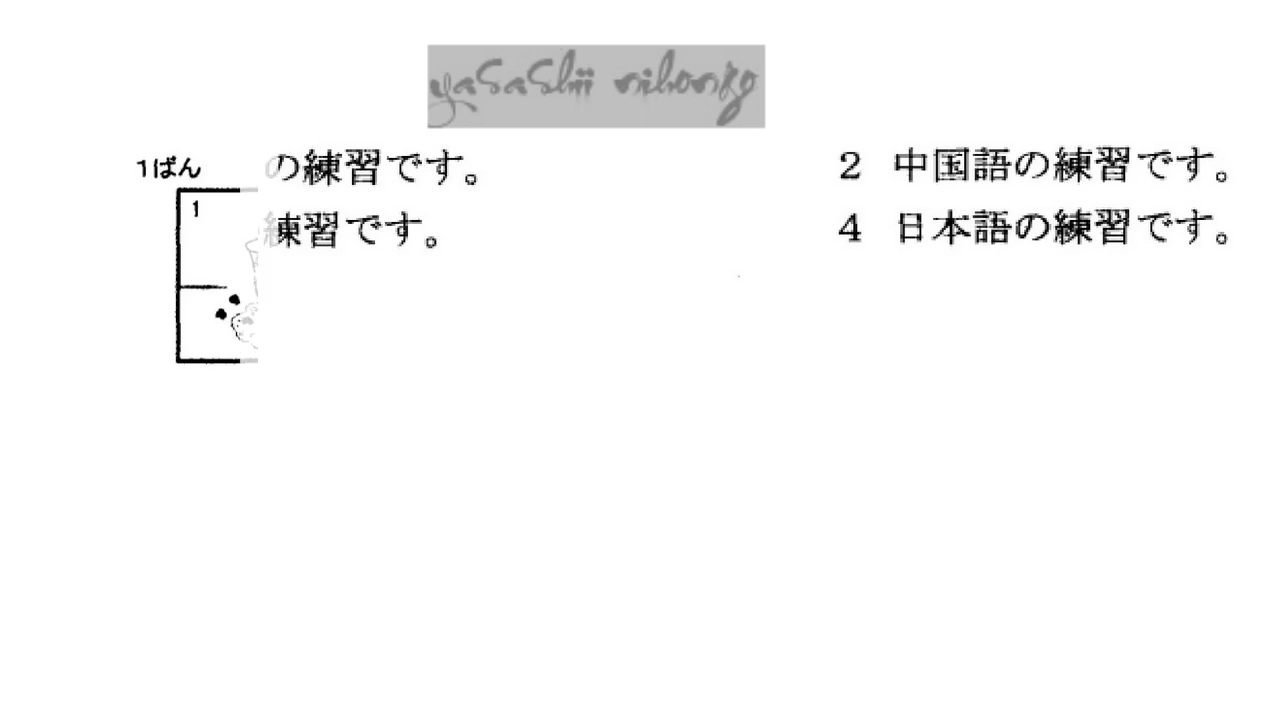 yasashii nihongo
1ばん
の練習です。
2 中国語の練習です。
1
練習です。
4 日本語の練習です。